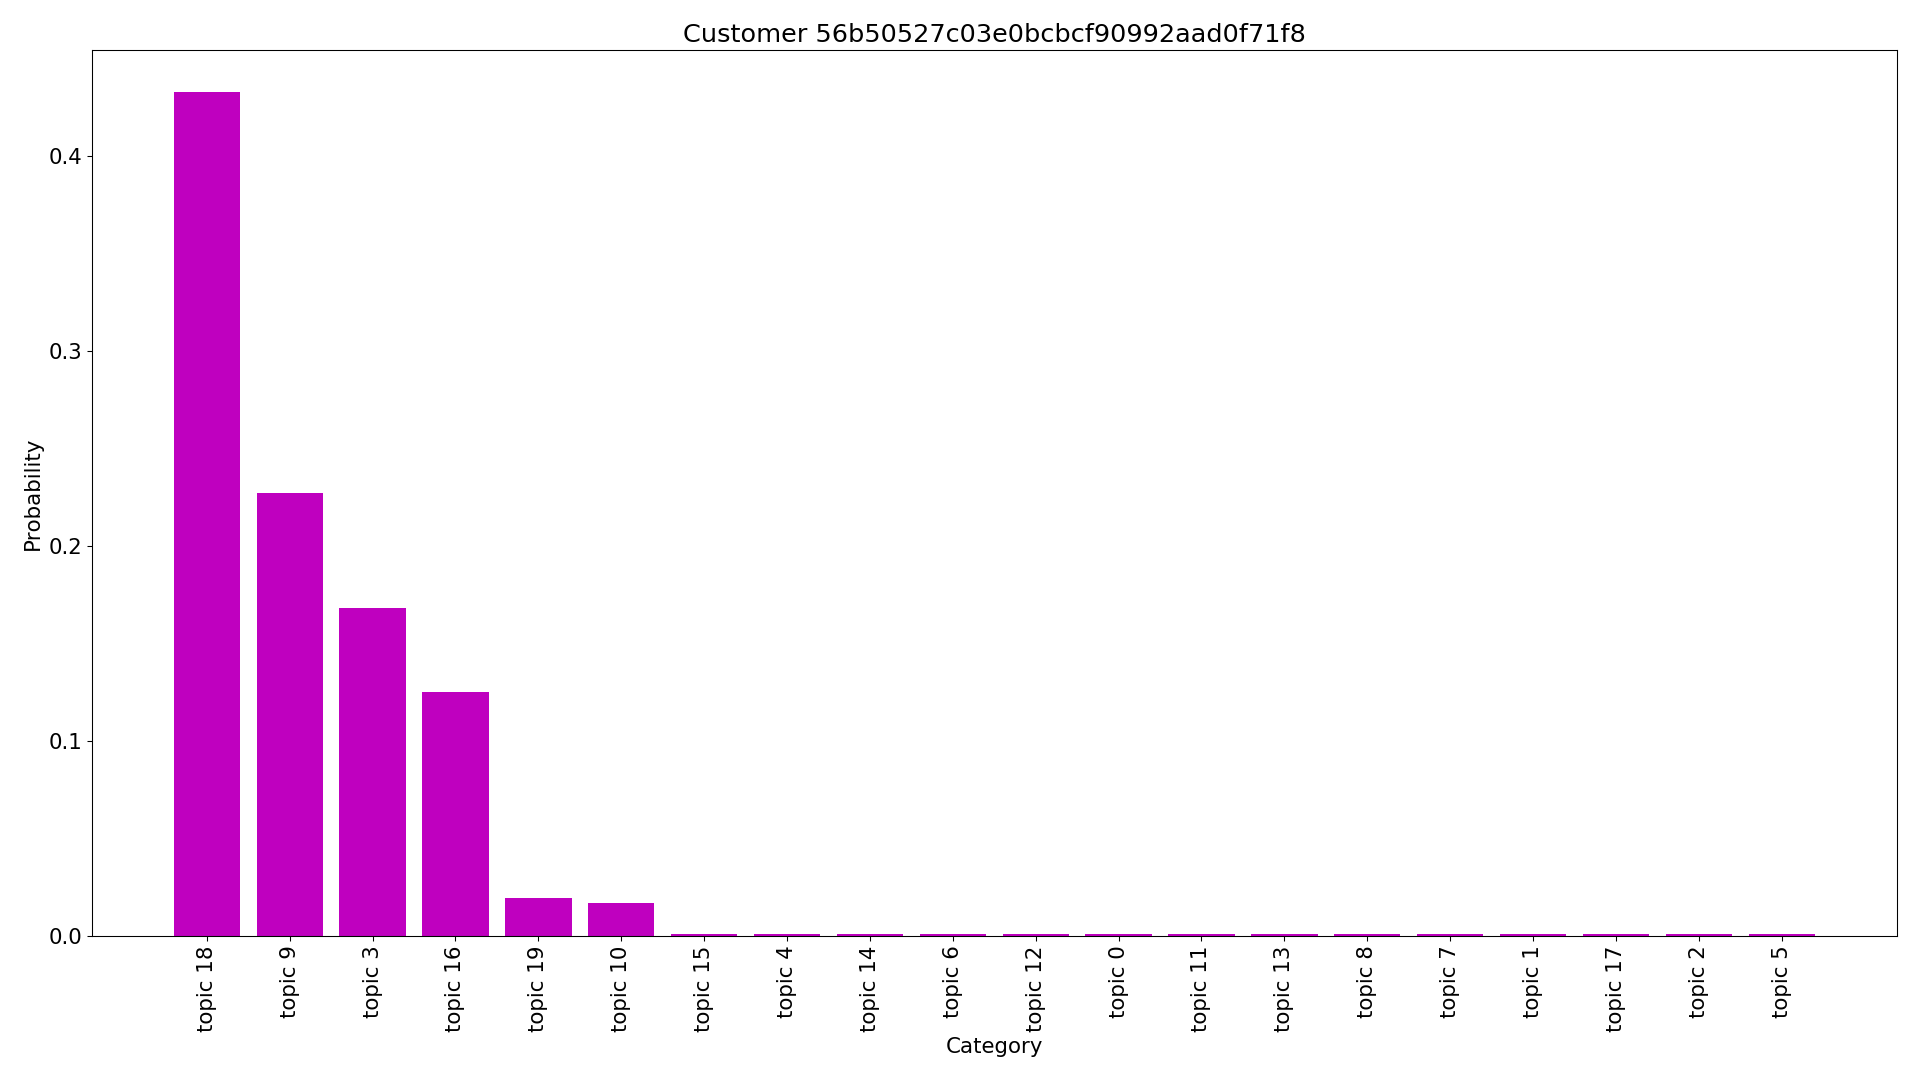 Customer 56b50527c03e0bcbcf90992aad0f71f8
Probability
0.4
0.3
0.2
0.1
0.0
topic 18
topic 9
topic 3
topic 16
topic 19
topic 10
topic 15
topic 4
topic 14
topic 6
topic 12
topic 0
topic 11
topic 13
topic 8
topic 7
topic 1
topic 17
topic 2
topic 5
Category